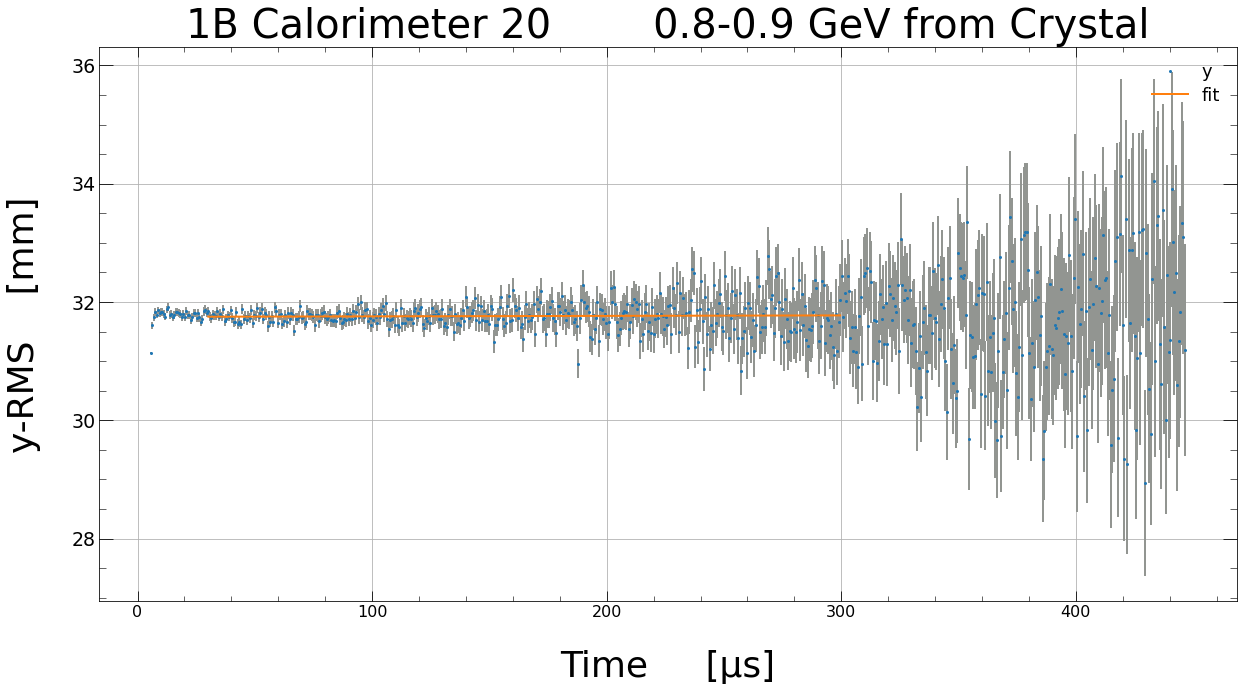 1B Calorimeter 20 0.8-0.9 GeV from Crystal
y
fit
36
34
32
30
28
y-RMS [mm]
0 100 200 300 400
Time [µs]